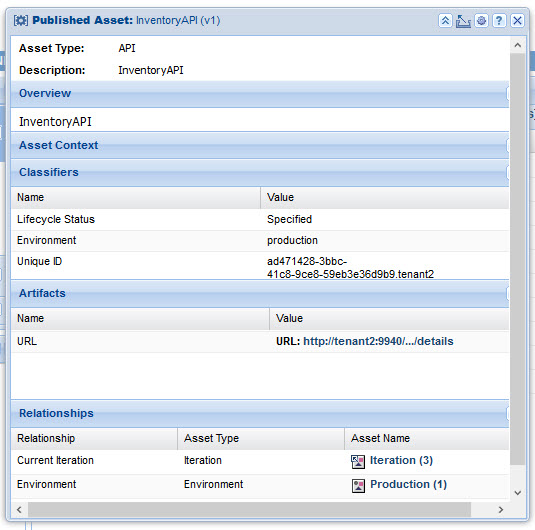 Published Asset: InventoryAPI (v1)
Asset Type: API
Description: InventoryAPI
Overview
InventoryAPI
Asset Context
Classifiers
Name Value
Lifecycle Status Specified
Environment production
Unique ID ad471428-3bbc-
41c8-9ce8-59eb3e36d9b9.tenant2
Artifacts
Name Value
URL URL: http://tenant2:9940/.../details
Relationships
Relationship Asset Type Asset Name
Current Iteration Iteration Iteration (3)
Environment Environment Production (1)